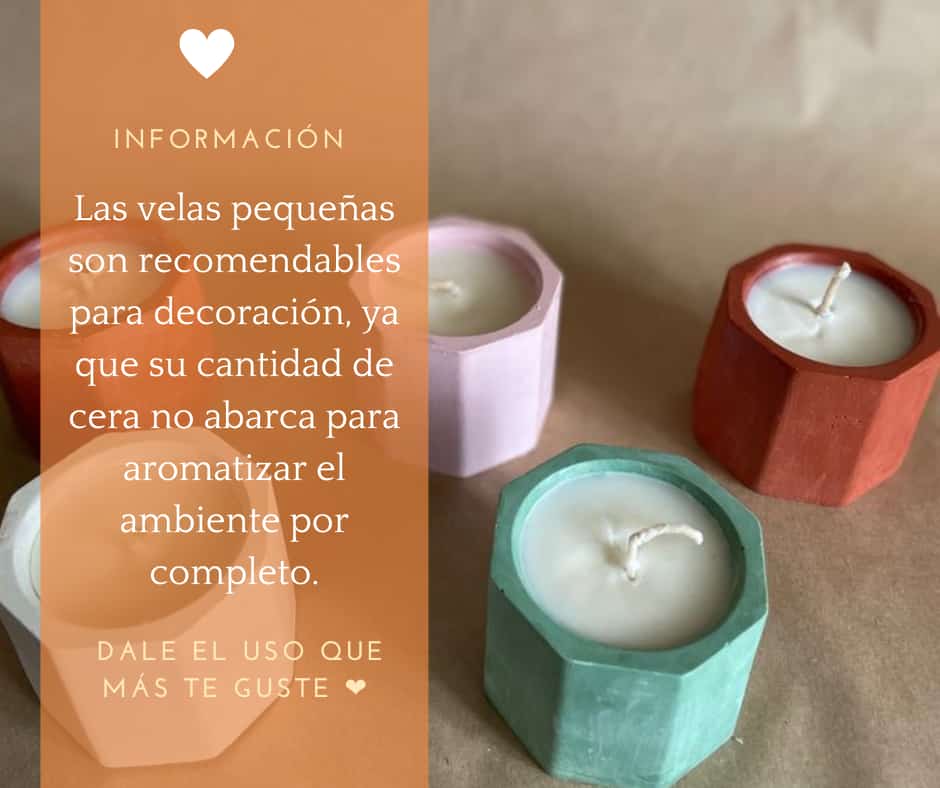 INFORMACIÓN
Las velas pequeñas
son recomendables
para decoración, ya
que su cantidad de
cera no abarca para
aromatizar el
ambiente por
completo.
DALE EL USO QUE
MÁS TE GUSTE ❤